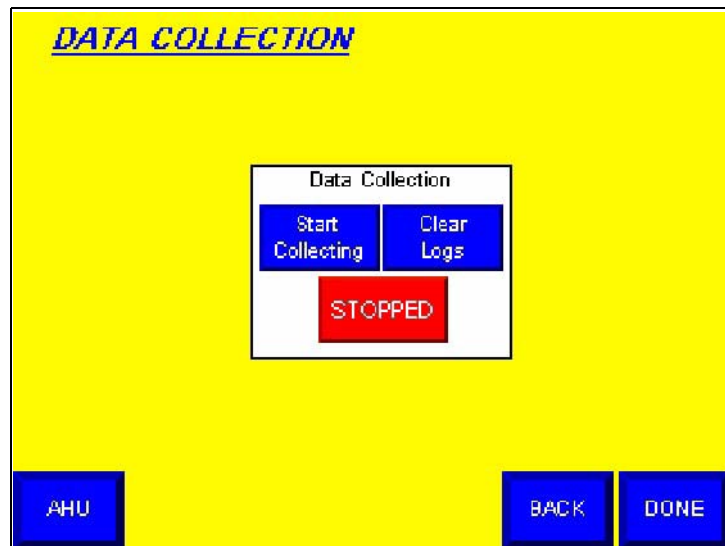 DATA COLLECTION
Data Collection
Start
Collecting
Clear
Logs
STOPPED
AHU
BACK
DONE